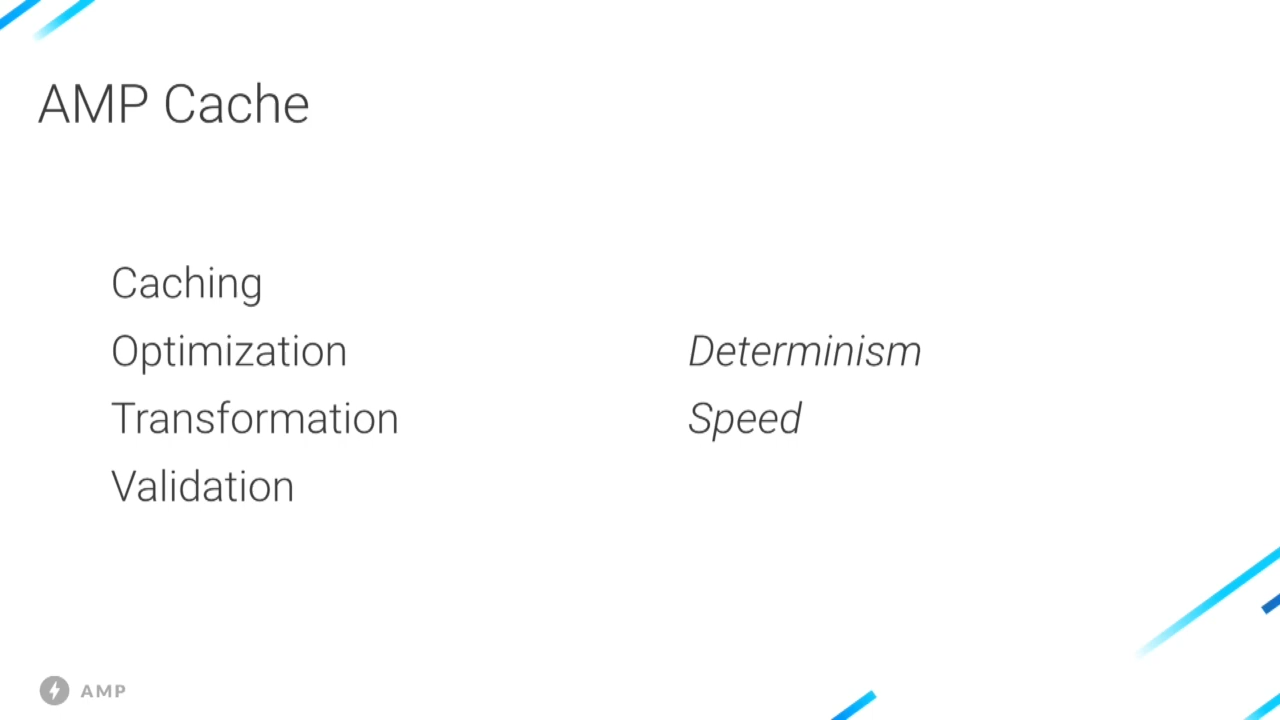 AMP Cache
Caching
Optimization
Transformation
Validation
Determinism
Speed
AMP